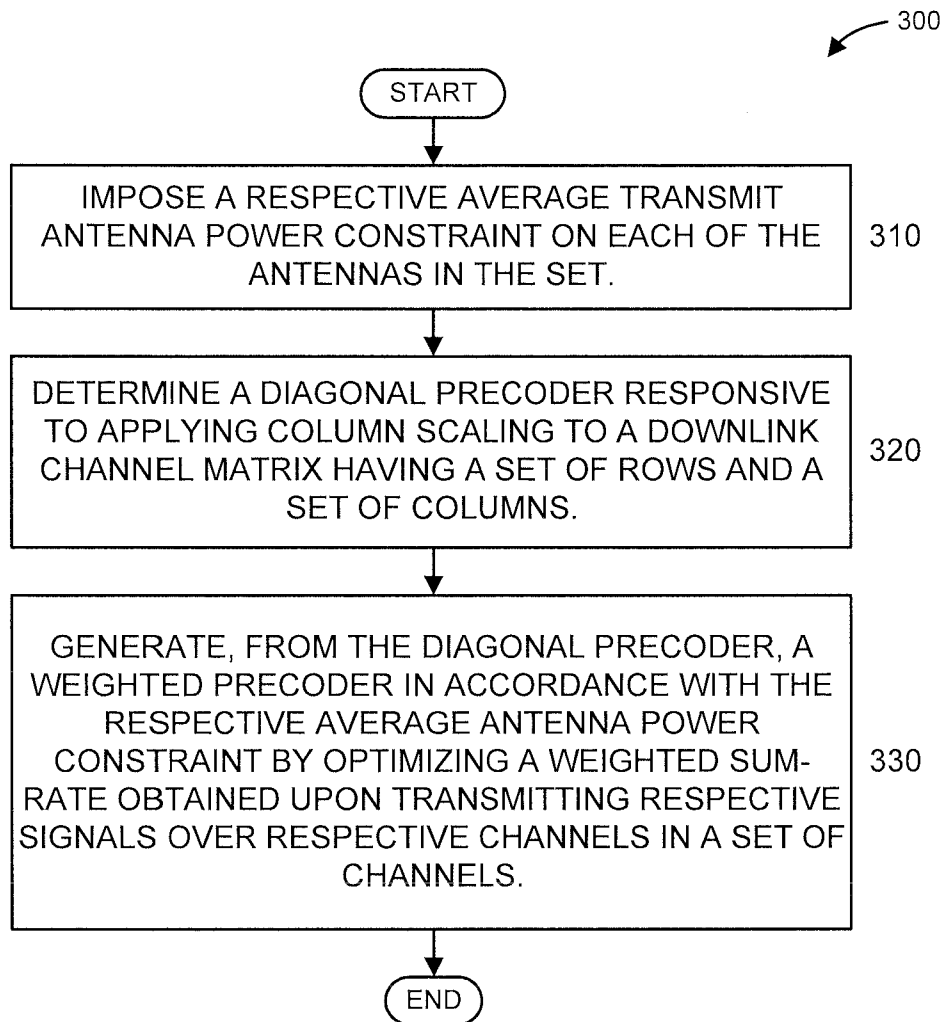 300
START
IMPOSE A RESPECTIVE AVERAGE TRANSMIT
ANTENNA POWER CONSTRAINT ON EACH OF THE
ANTENNAS IN THE SET.
310
DETERMINE A DIAGONAL PRECODER RESPONSIVE
TO APPLYING COLUMN SCALING TO A DOWNLINK
CHANNEL MATRIX HAVING A SET OF ROWS AND A
SET OF COLUMNS.
320
GENERATE, FROM THE DIAGONAL PRECODER, A
WEIGHTED PRECODER IN ACCORDANCE WITH THE
RESPECTIVE AVERAGE ANTENNA POWER
CONSTRAINT BY OPTIMIZING A WEIGHTED SUM-
RATE OBTAINED UPON TRANSMITTING RESPECTIVE
SIGNALS OVER RESPECTIVE CHANNELS IN A SET OF
CHANNELS.
330
END